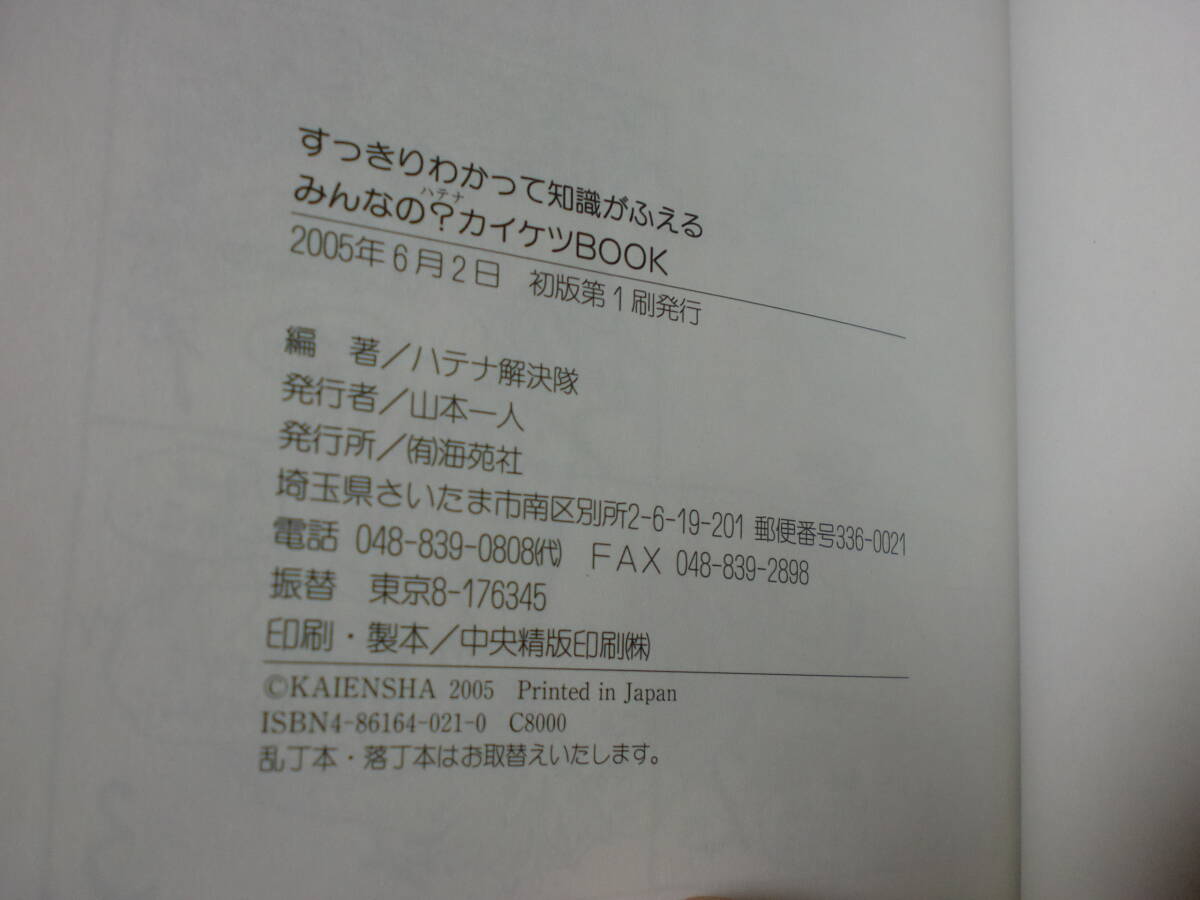 すっきりわかって知識がふえる
みんなの?カイケツBOOK
ハテナ
2005年6月2日 初版第1刷発行
編 著/ハテナ解決隊
発行者/山本一人
発行所/㈲海苑社
埼玉県さいたま市南区別所2-6-19-201 郵便番号336-0021
電話 048-839-0808㈹ FAX 048-839-2898
振替 東京8-176345
印刷・製本/中央精版印刷㈱
©KAIENSHA 2005 Printed in Japan
ISBN4-86164-021-0 C8000
乱丁本・落丁本はお取替えいたします。